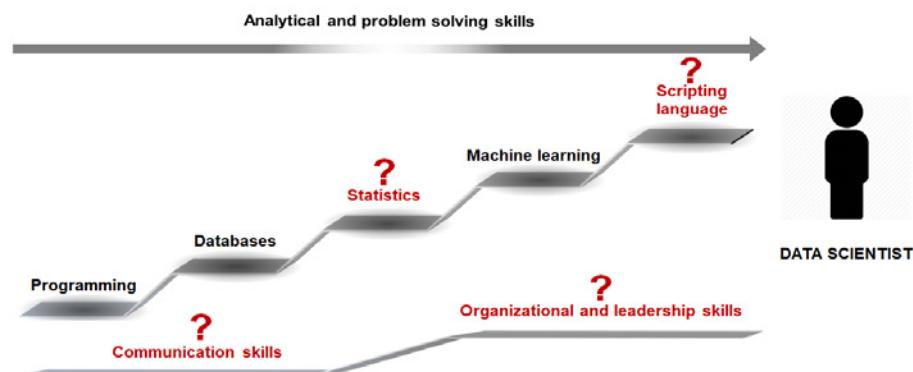 Analytical and problem solving skills
?
Scripting
language
Machine learning
?
Statistics
Databases
Programming
DATA SCIENTIST
?
Organizational and leadership skills
?
Communication skills